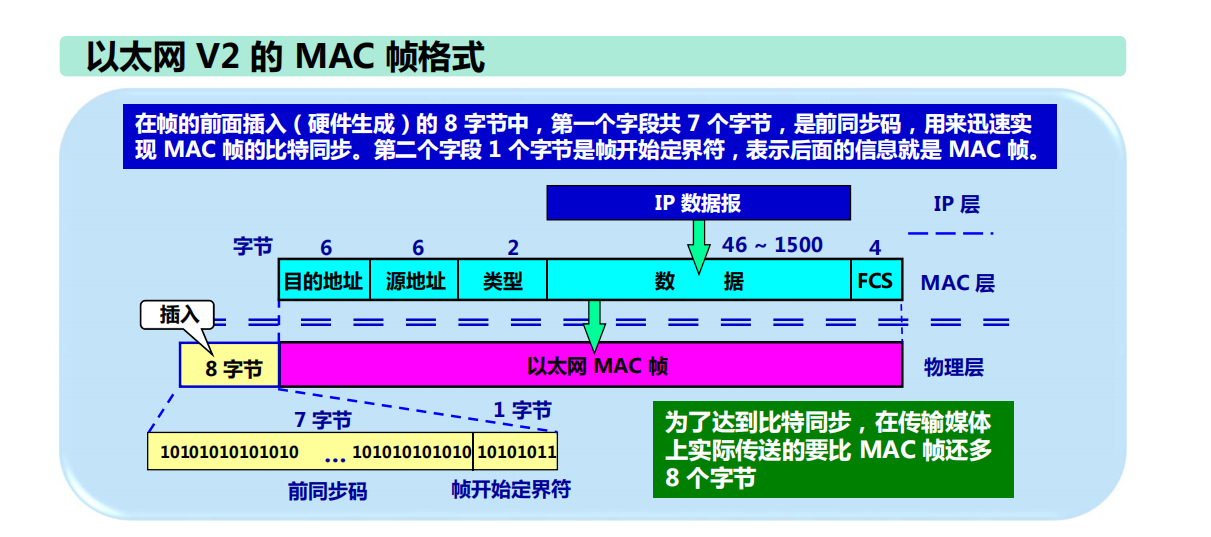 以太网 V2 的 MAC 帧格式
在帧的前面插入（硬件生成）的 8 字节中，第一个字段共 7 个字节，是前同步码，用来迅速实
现 MAC 帧的比特同步。第二个字段 1 个字节是帧开始定界符，表示后面的信息就是 MAC 帧。
IP 数据报
IP 层
字节 6 6 2 46 ~ 1500 4
目的地址 源地址 类型 数 据 FCS
MAC 层
插入
8 字节
以太网 MAC 帧
物理层
7 字节
1 字节
10101010101010 … 101010101010 10101011
前同步码
帧开始定界符
为了达到比特同步，在传输媒体
上实际传送的要比 MAC 帧还多
8 个字节